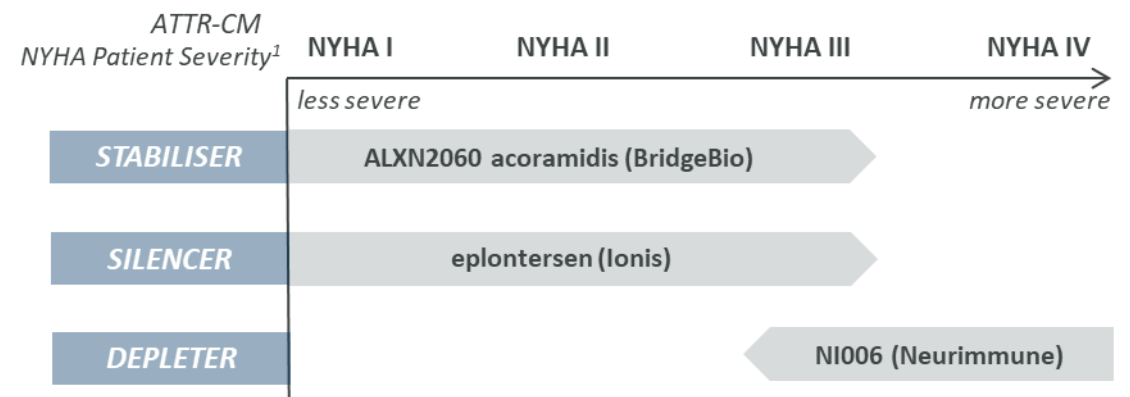 ATTR-CM
NYHA Patient Severity¹
NYHA I NYHA II NYHA III NYHA IV
less severe more severe
STABILISER ALXN2060 acoramidis (BridgeBio)
SILENCER eplontersen (Ionis)
DEPLETER NI006 (Neurimmune)